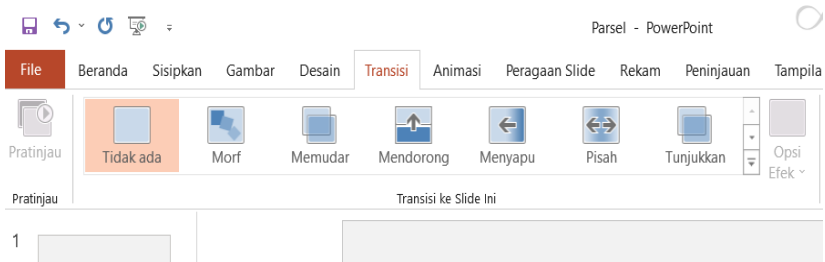 Parsel - PowerPoint
File Beranda Sisipkan Gambar Desain Transisi Animasi Peragaan Slide Rekam Peninjauan Tampila
Pratinjau Tidak ada Morf Memudar Mendorong Menyapu Pisah Tunjukkan Opsi
Efek
Pratinjau Transisi ke Slide Ini
1